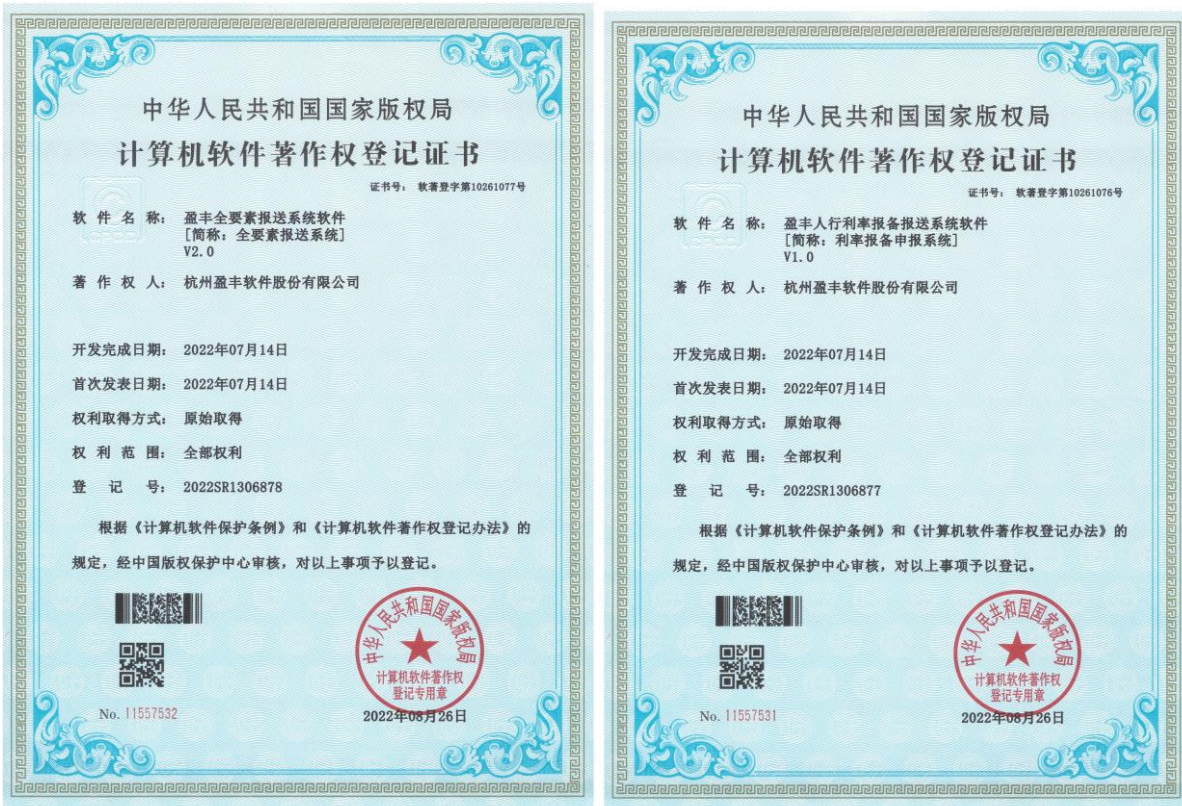 中华人民共和国国家版权局
计算机软件著作权登记证书
证书号： 软著登字第10261077号
软件名称： 盈丰全要素报送系统软件
[简称：全要素报送系统]
V2.0
著作权人： 杭州盈丰软件股份有限公司
开发完成日期： 2022年07月14日
首次发表日期： 2022年07月14日
权利取得方式： 原始取得
权利范围： 全部权利
登记号： 2022SR1306878
根据《计算机软件保护条例》和《计算机软件著作权登记办法》的
规定，经中国版权保护中心审核，对以上事项予以登记。
中华人民共和国国家版权局
计算机软件著作权
登记专用章
No. 11557532
2022年08月26日
中华人民共和国国家版权局
计算机软件著作权登记证书
证书号： 软著登字第10261076号
软件名称： 盈丰人行利率报备报送系统软件
[简称：利率报备申报系统]
V1.0
著作权人： 杭州盈丰软件股份有限公司
开发完成日期： 2022年07月14日
首次发表日期： 2022年07月14日
权利取得方式： 原始取得
权利范围： 全部权利
登记号： 2022SR1306877
根据《计算机软件保护条例》和《计算机软件著作权登记办法》的
规定，经中国版权保护中心审核，对以上事项予以登记。
中华人民共和国国家版权局
计算机软件著作权
登记专用章
No. 11557531
2022年08月26日